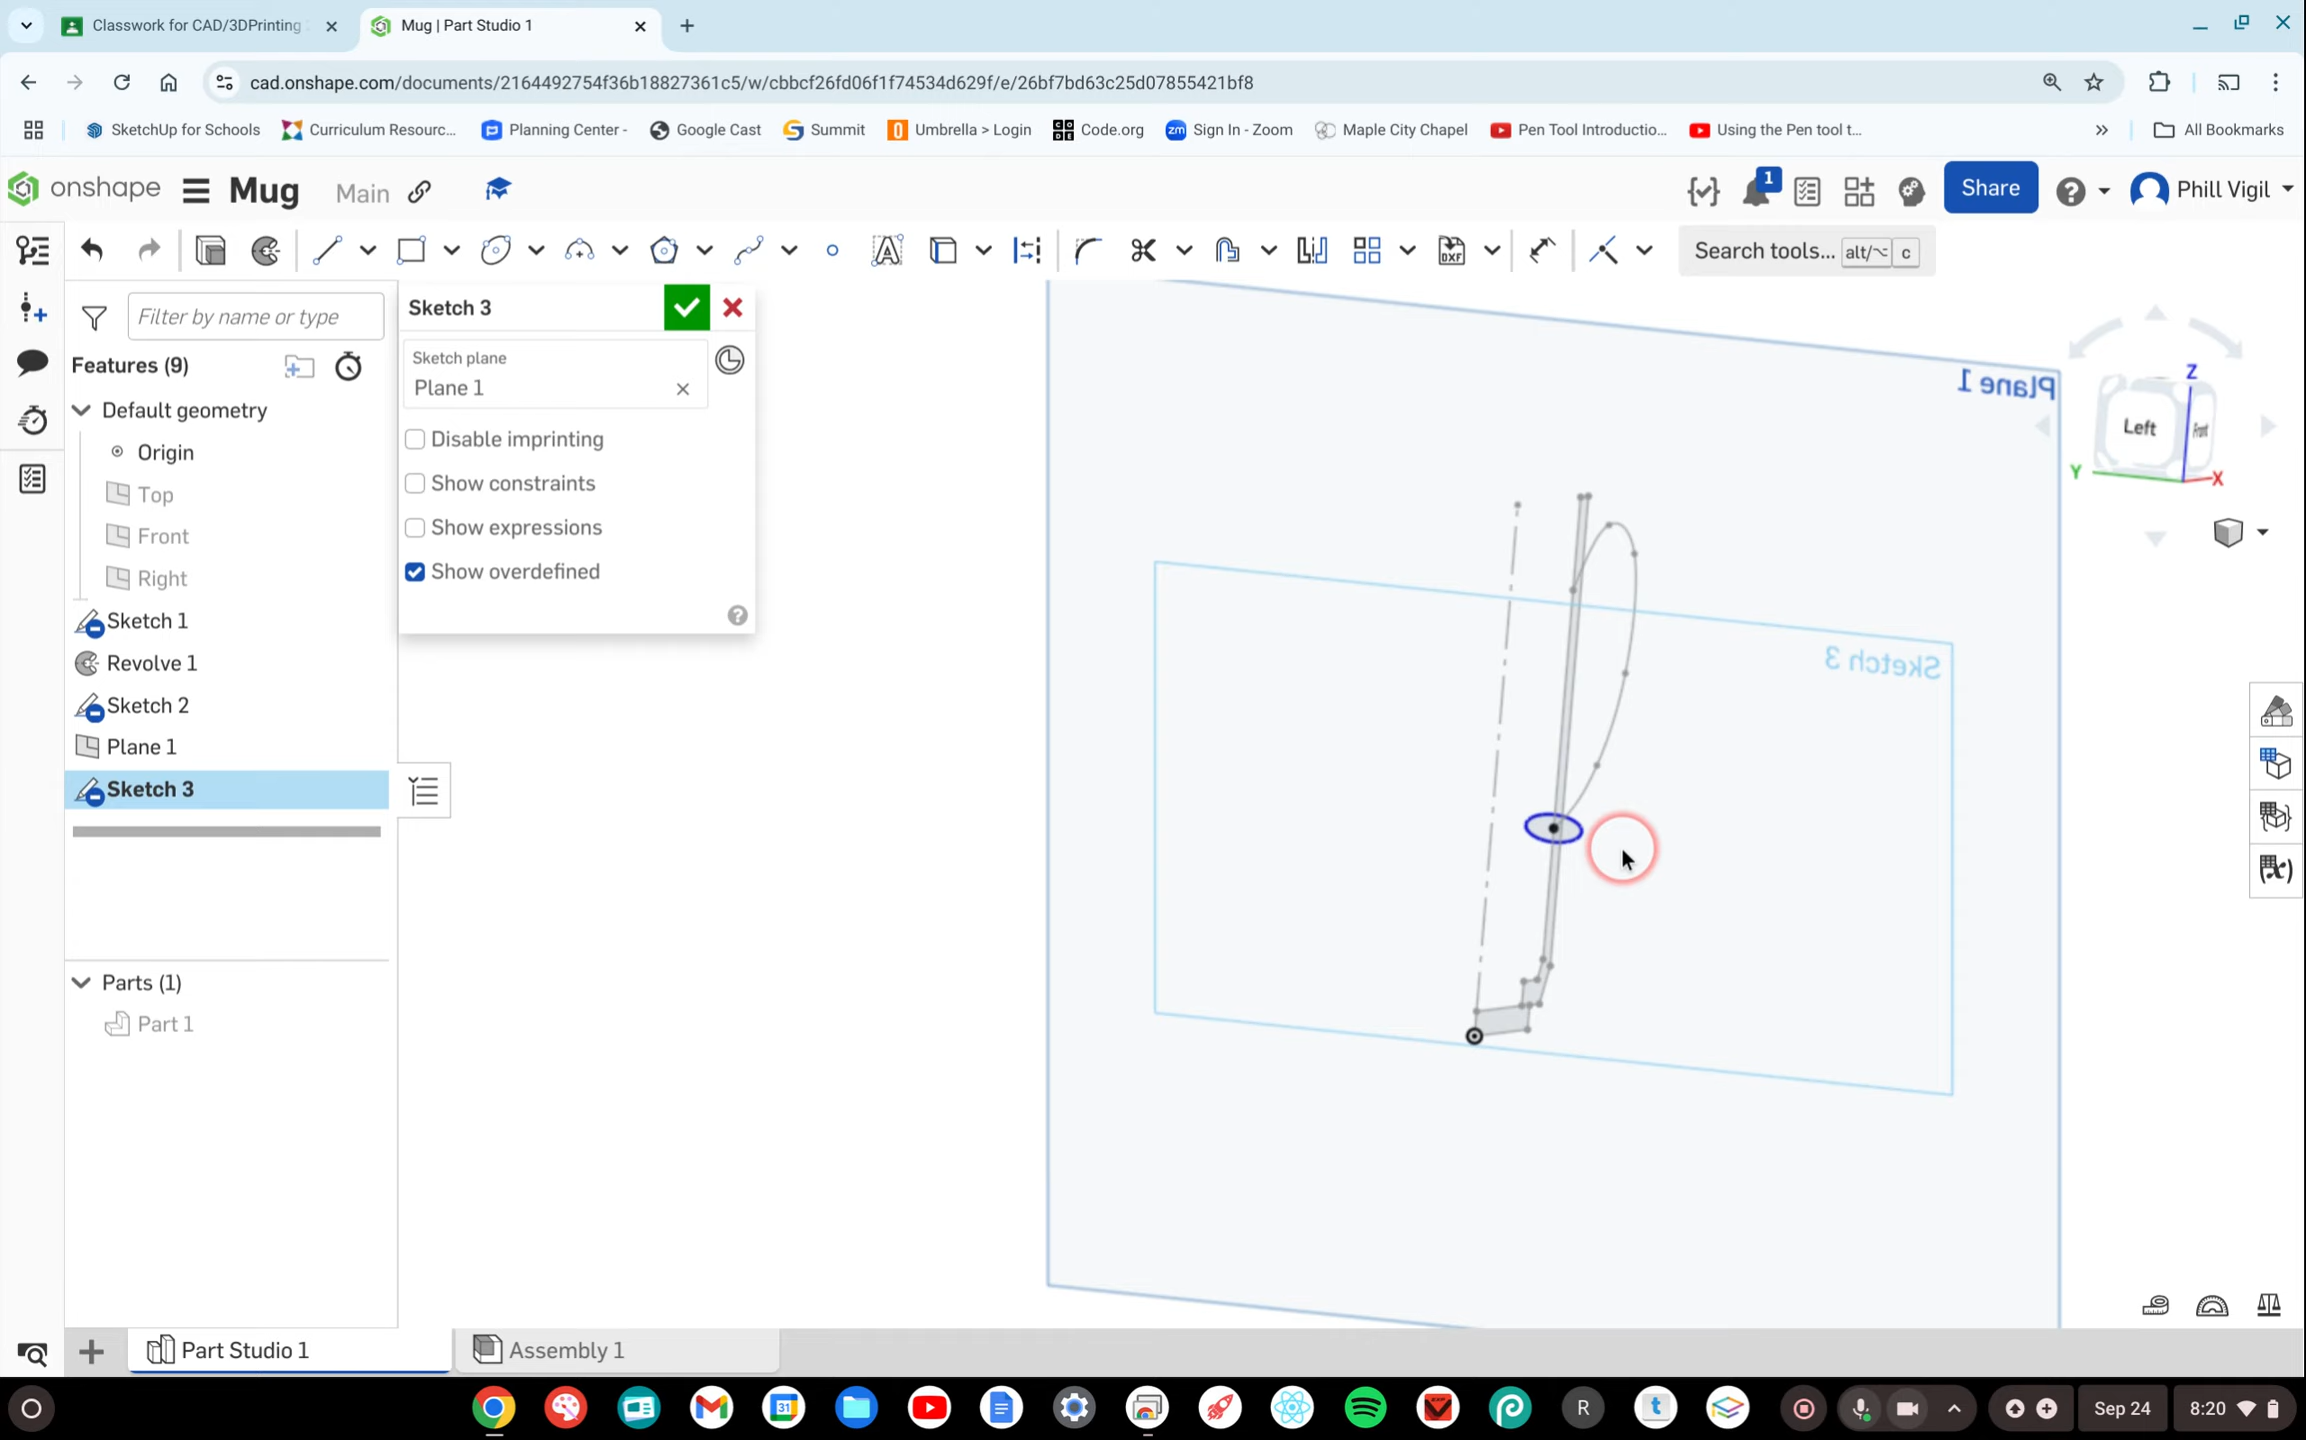 Classwork for CAD/3DPrinting
Mug | Part Studio 1
cad.onshape.com/documents/2164492754f36b18827361c5/w/cbbcf26fd06f1f74534d629f/e/26bf7bd63c25d07855421bf8
SketchUp for Schools
Curriculum Resourc...
Planning Center -
Google Cast
Summit
Umbrella > Login
Code.org
Sign In - Zoom
Maple City Chapel
Pen Tool Introductio...
Using the Pen tool t...
All Bookmarks
onshape
Mug
Main
1
Share
Phill Vigil
Search tools... alt/⌥ c
Filter by name or type
Features (9)
Default geometry
Origin
Top
Front
Right
Sketch 1
Revolve 1
Sketch 2
Plane 1
Sketch 3
Parts (1)
Part 1
Sketch 3
Sketch plane
Plane 1
Disable imprinting
Show constraints
Show expressions
Show overdefined
Plane 1
Sketch 3
Z
Left
Front
Y
X
Part Studio 1
Assembly 1
Sep 24
8:20